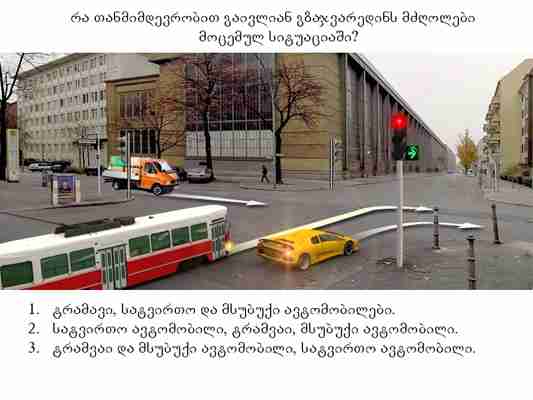 რა თანმიმდევრობით გაივლიან გზაჯვარედინს მძღოლები
მოცემულ სიტუაციაში?
1. ტრამავი, სატვირთო და მსუბუქი ავტომობილები.
2. სატვირთო ავტომობილი, ტრამვაი, მსუბუქი ავტომობილი.
3. ტრამვაი და მსუბუქი ავტომობილი, სატვირთო ავტომობილი.